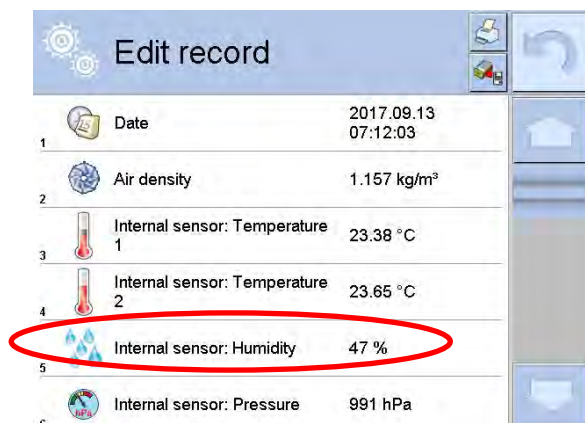 Edit record
1 Date 2017.09.13
07:12:03
2 Air density 1.157 kg/m³
3 Internal sensor: Temperature
1 23.38 °C
4 Internal sensor: Temperature
2 23.65 °C
5 Internal sensor: Humidity 47 %
hPa Internal sensor: Pressure 991 hPa